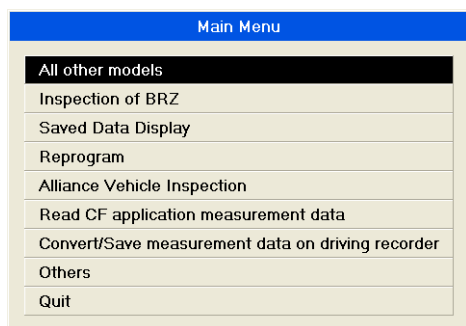 Main Menu
All other models
Inspection of BRZ
Saved Data Display
Reprogram
Alliance Vehicle Inspection
Read CF application measurement data
Convert/Save measurement data on driving recorder
Others
Quit